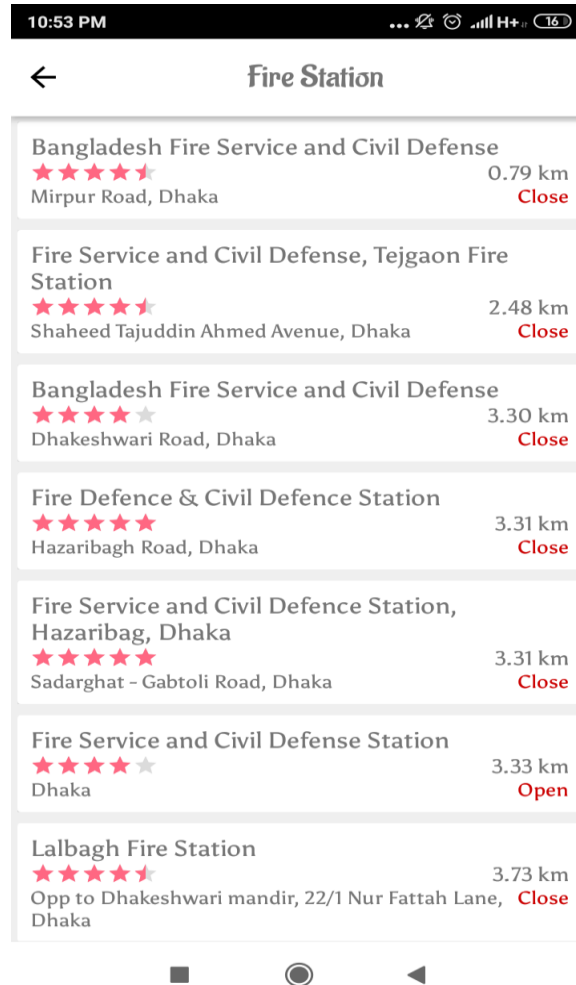 10:53 PM ... H+ 16
Fire Station
Bangladesh Fire Service and Civil Defense
0.79 km
Mirpur Road, Dhaka Close
Fire Service and Civil Defense, Tejgaon Fire
Station
2.48 km
Shaheed Tajuddin Ahmed Avenue, Dhaka Close
Bangladesh Fire Service and Civil Defense
3.30 km
Dhakeshwari Road, Dhaka Close
Fire Defence & Civil Defence Station
3.31 km
Hazaribagh Road, Dhaka Close
Fire Service and Civil Defence Station,
Hazaribag, Dhaka
3.31 km
Sadarghat - Gabtoli Road, Dhaka Close
Fire Service and Civil Defense Station
3.33 km
Dhaka Open
Lalbagh Fire Station
3.73 km
Opp to Dhakeshwari mandir, 22/1 Nur Fattah Lane, Close
Dhaka